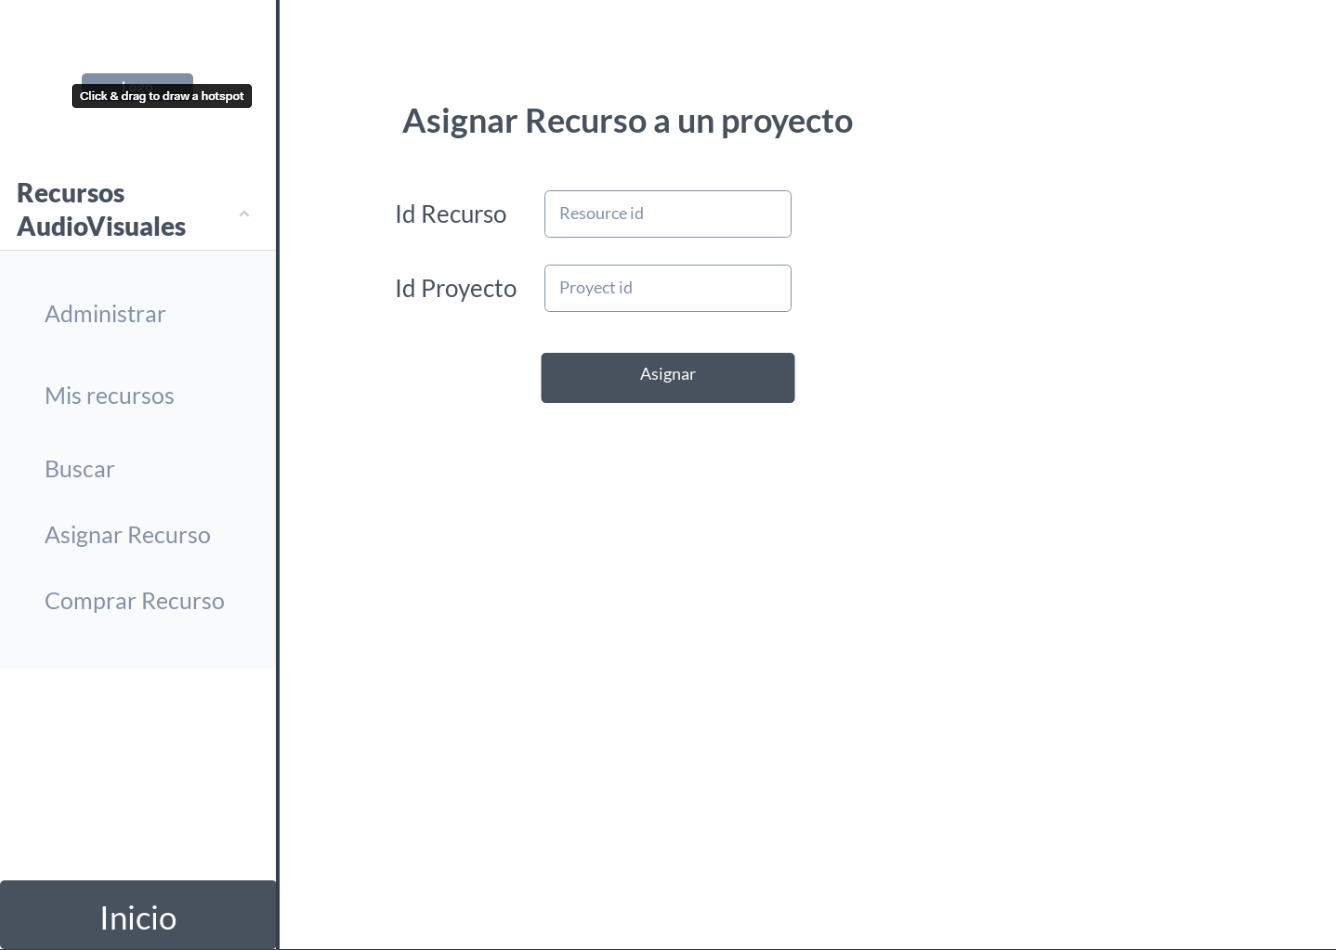 Click & drag to draw a hotspot
Asignar Recurso a un proyecto
Recursos
AudioVisuales
Id Recurso
Resource id
Id Proyecto
Proyect id
Asignar
Administrar
Mis recursos
Buscar
Asignar Recurso
Comprar Recurso
Inicio